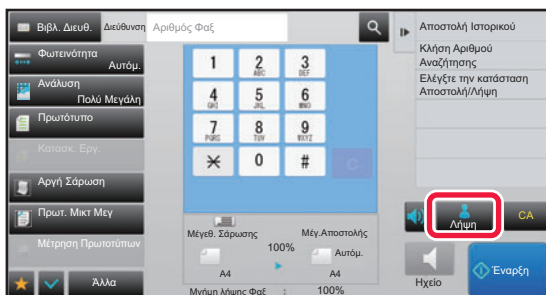 Βιβλ. Διευθ.
Διεύθυνση
Αριθμός Φαξ
Φωτεινότητα
Αυτόμ.
Ανάλυση
Πολύ Μεγάλη
Πρωτότυπο
Κατασκ. Εργ.
Αργή Σάρωση
Πρωτ. Μικτ Μεγ
Μέτρηση Πρωτοτύπων
Άλλα
1
2
ABC
3
DEF
4
GHI
5
JKL
6
MNO
7
PQRS
8
TUV
9
WXYZ
0
#
C
Μέγεθ. Σάρωσης
Μέγ.Αποστολής
100%
Αυτόμ.
A4
A4
Μνήμη λήψης Φαξ : 100%
Αποστολή Ιστορικού
Κλήση Αριθμού
Αναζήτησης
Ελέγξτε την κατάσταση
Αποστολή/Λήψη
Λήψη
CA
Ηχείο
Έναρξη